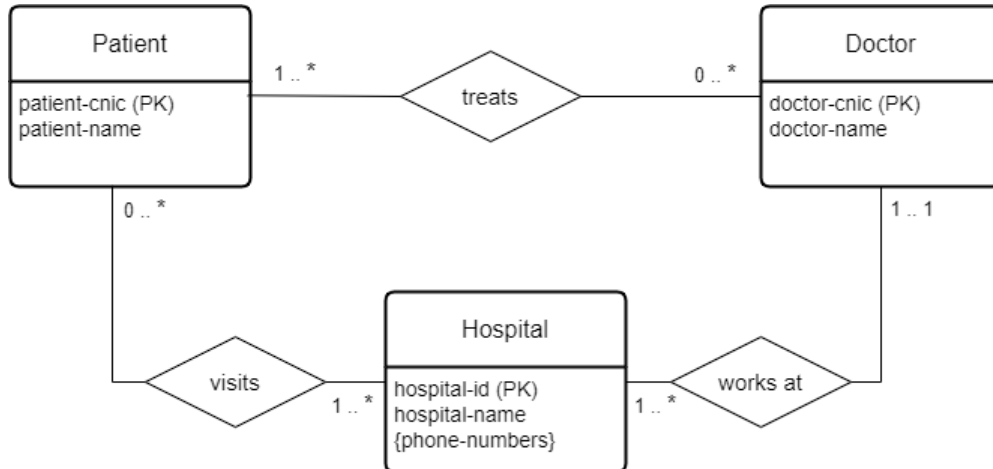 Patient
Doctor
1 .. *
treats
0 .. *
patient-cnic (PK)
patient-name
doctor-cnic (PK)
doctor-name
0 .. *
1 .. 1
Hospital
visits
works at
1 .. *
hospital-id (PK)
hospital-name
{phone-numbers}
1 .. *